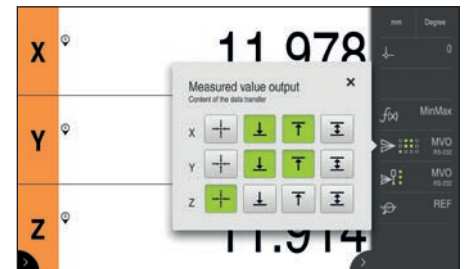 mm Degree
X 11.978
0
Measured value output ×
Content of the data transfer
f(x) MinMax
X
MVO
RS-232
Y
Y
MVO
RS-232
Z
REF
Z 11.914